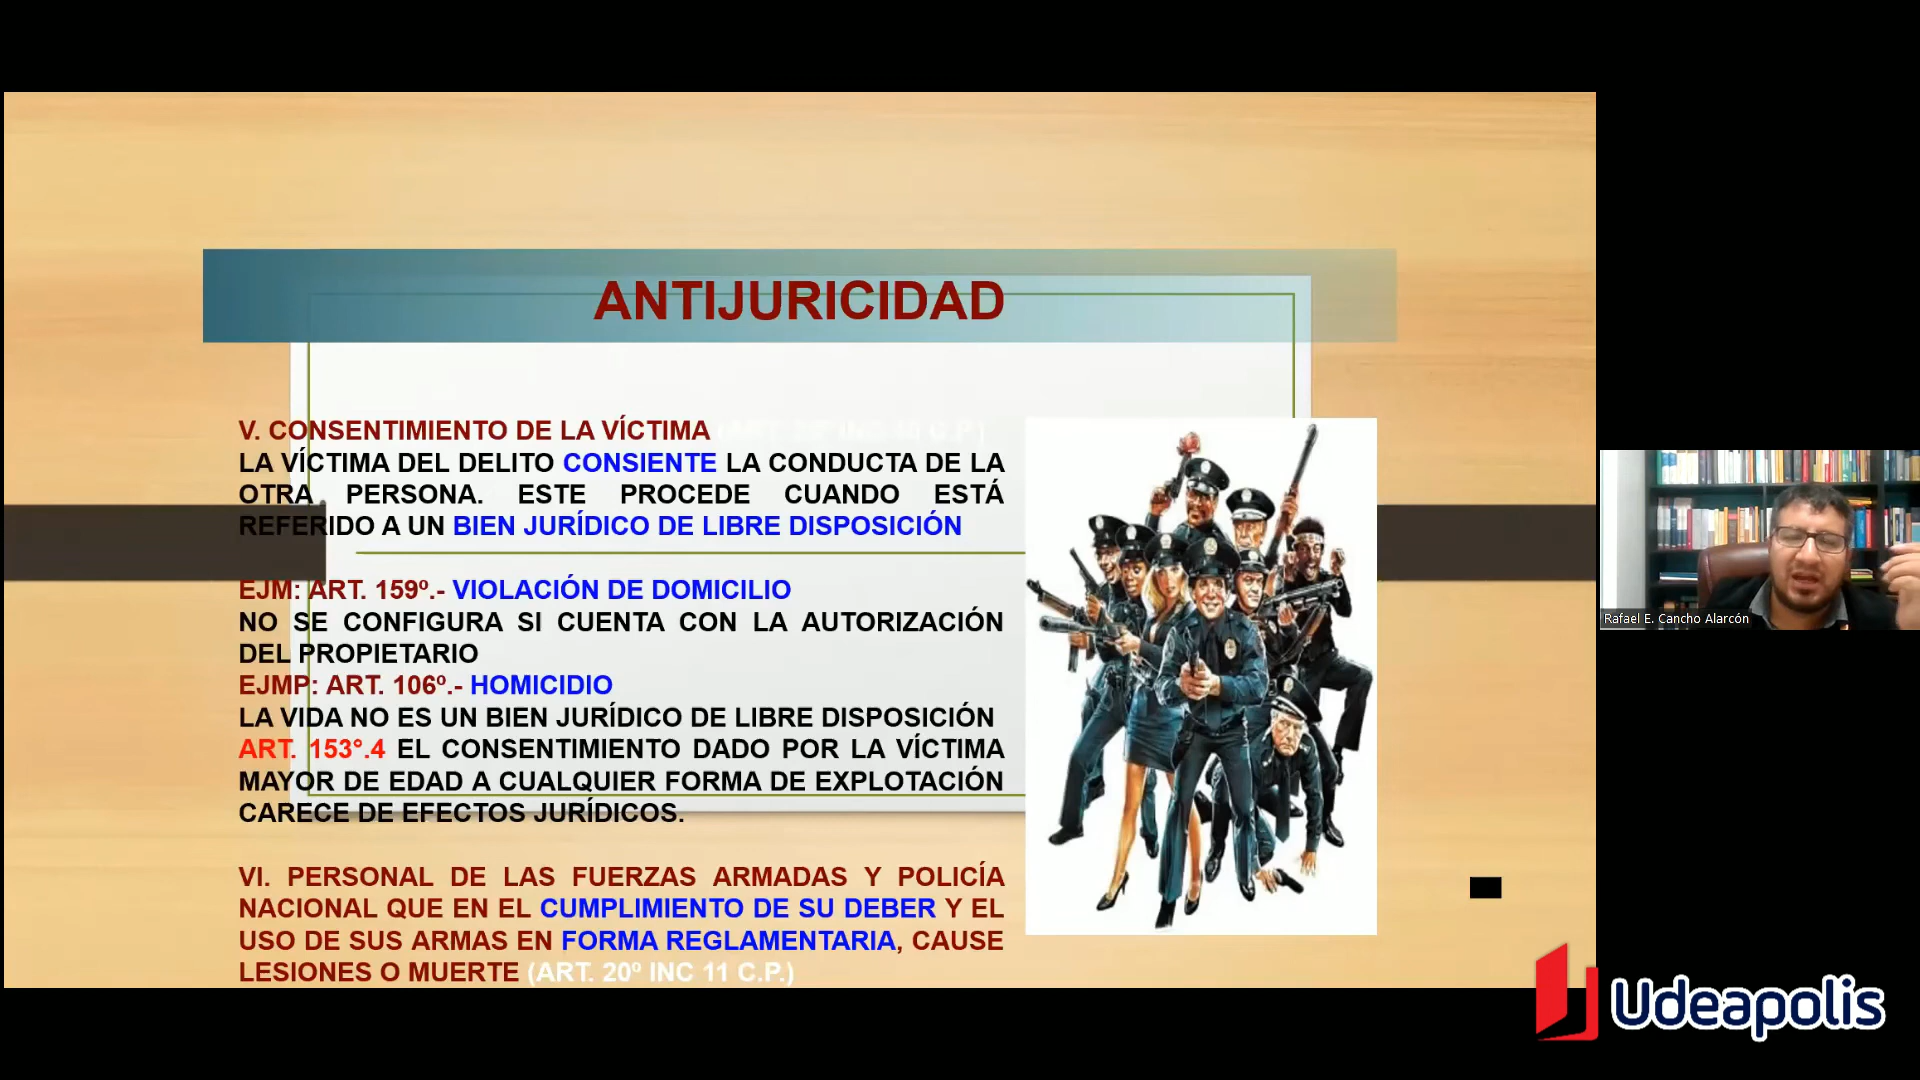 ANTIJURICIDAD
V. CONSENTIMIENTO DE LA VÍCTIMA
LA VÍCTIMA DEL DELITO CONSIENTE LA CONDUCTA DE LA
OTRA PERSONA. ESTE PROCEDE CUANDO ESTÁ
REFERIDO A UN BIEN JURÍDICO DE LIBRE DISPOSICIÓN
EJM: ART. 159º.- VIOLACIÓN DE DOMICILIO
NO SE CONFIGURA SI CUENTA CON LA AUTORIZACIÓN
DEL PROPIETARIO
EJMP: ART. 106º.- HOMICIDIO
LA VIDA NO ES UN BIEN JURÍDICO DE LIBRE DISPOSICIÓN
ART. 153°.4 EL CONSENTIMIENTO DADO POR LA VÍCTIMA
MAYOR DE EDAD A CUALQUIER FORMA DE EXPLOTACIÓN
CARECE DE EFECTOS JURÍDICOS.
VI. PERSONAL DE LAS FUERZAS ARMADAS Y POLICÍA
NACIONAL QUE EN EL CUMPLIMIENTO DE SU DEBER Y EL
USO DE SUS ARMAS EN FORMA REGLAMENTARIA, CAUSE
LESIONES O MUERTE (ART. 20º INC 11 C.P.)
Rafael E. Cancho Alarcón
Udeapolis